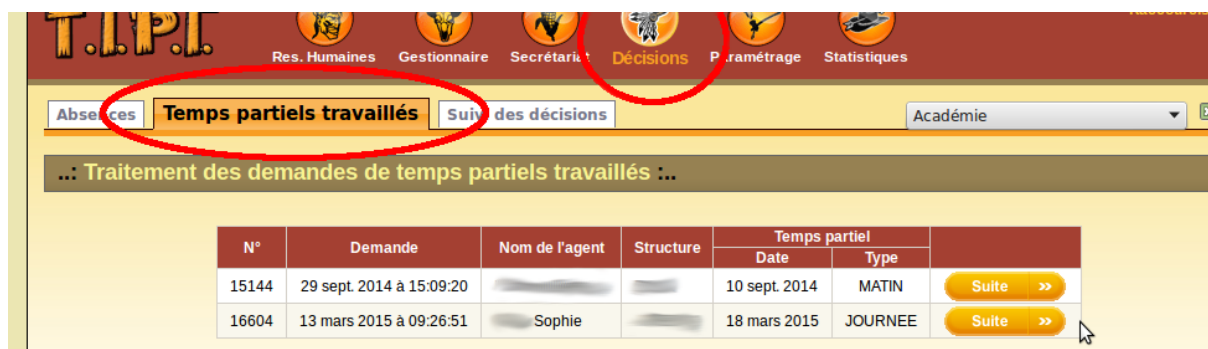 T.I.P.I.
Res. Humaines Gestionnaire Secrétariat Décisions Paramétrage Statistiques
Absences Temps partiels travaillés Suivi des décisions Académie
..: Traitement des demandes de temps partiels travaillés :..
Temps partiel
N° Demande Nom de l'agent Structure Date Type
15144 29 sept. 2014 à 15:09:20 10 sept. 2014 MATIN Suite »
16604 13 mars 2015 à 09:26:51 Sophie 18 mars 2015 JOURNEE Suite »